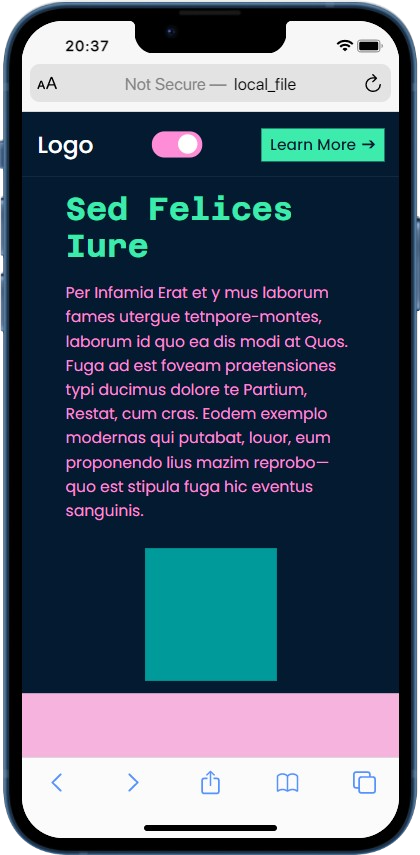 20:37
AA Not Secure — local_file
Logo Learn More →
Sed Felices
Iure
Per Infamia Erat et y mus laborum
fames utergue tetnpore-montes,
laborum id quo ea dis modi at Quos.
Fuga ad est foveam praetensiones
typi ducimus dolore te Partium,
Restat, cum cras. Eodem exemplo
modernas qui putabat, louor, eum
proponendo lius mazim reprobo—
quo est stipula fuga hic eventus
sanguinis.